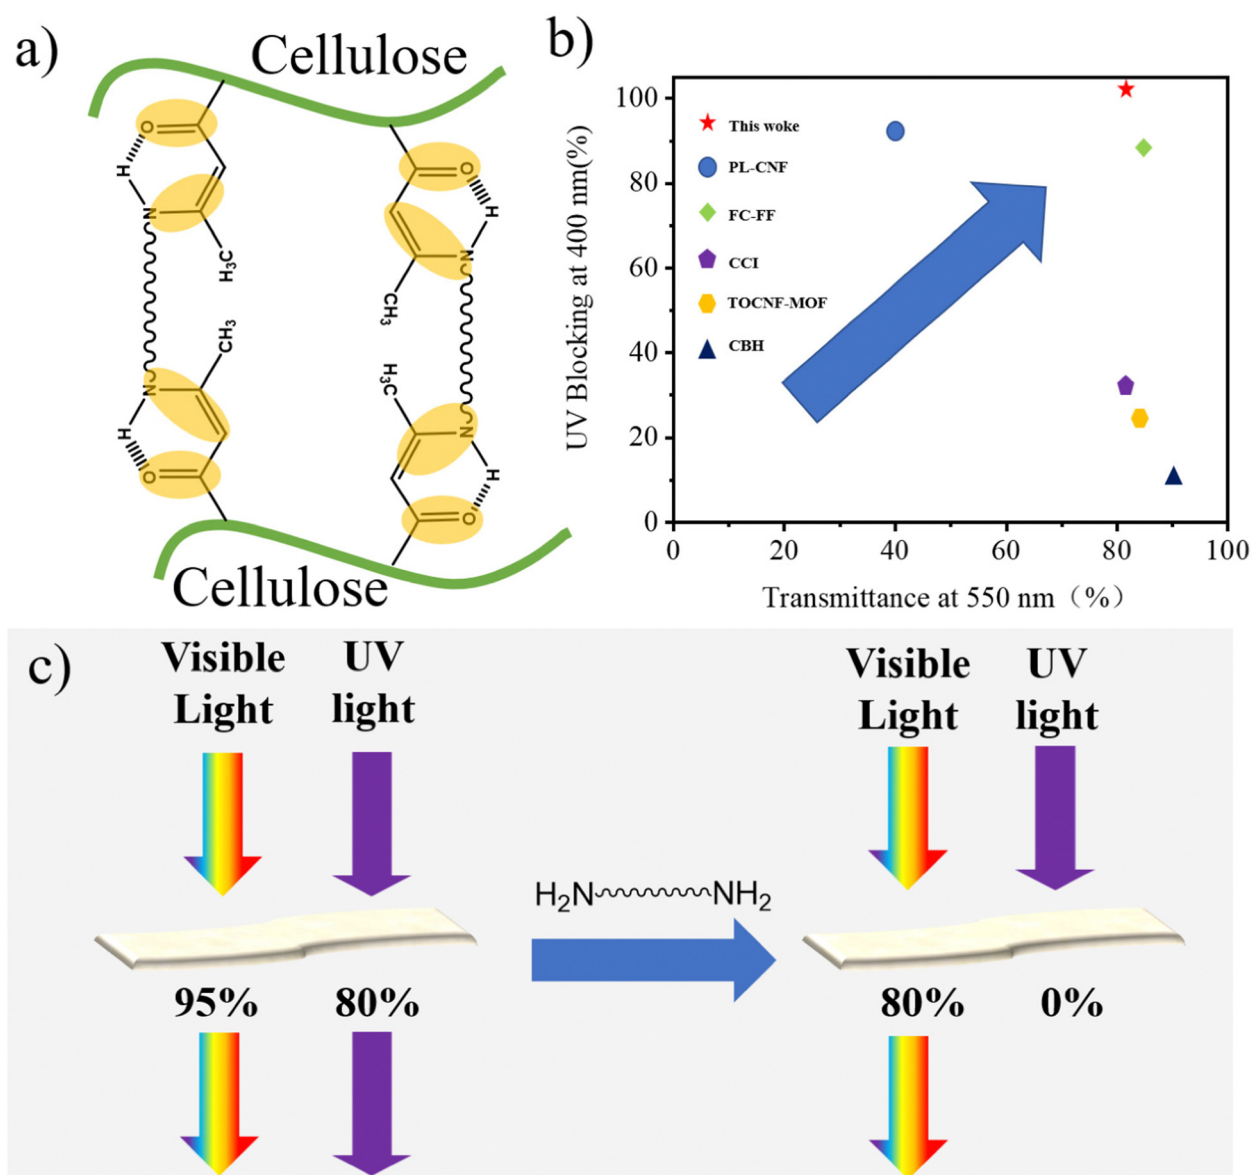 a)
Cellulose
O
H
N
H₃C
O
H
N
CH₃
CH₃
N
H
O
H₃C
N
H
O
Cellulose
b)
UV Blocking at 400 nm(%)
100
80
60
40
20
0
This woke
PL-CNF
FC-FF
CCI
TOCNF-MOF
CBH
0 20 40 60 80 100
Transmittance at 550 nm（%）
c)
Visible
Light
UV
light
95% 80%
H₂N NH₂
Visible
Light
UV
light
80% 0%